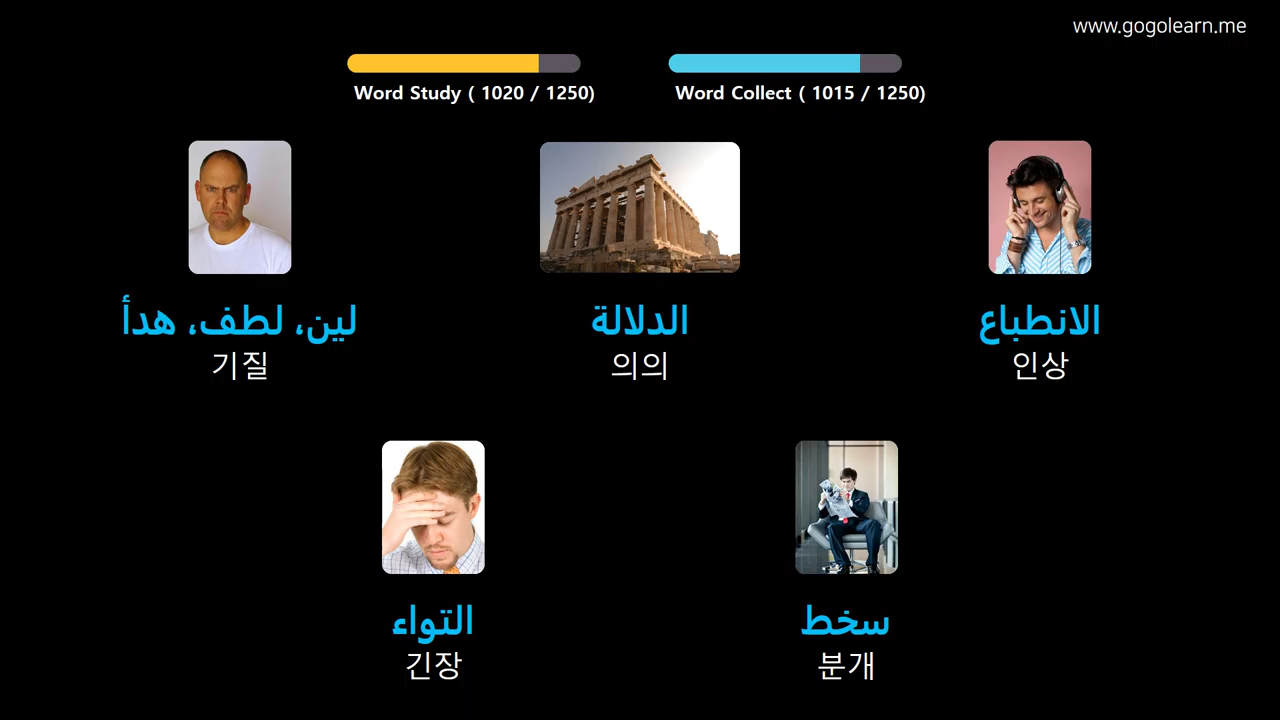 www.gogolearn.me
Word Study ( 1020 / 1250)
Word Collect ( 1015 / 1250)
لين، لطف، هدأ
기질
الدلالة
의의
الانطباع
인상
التواء
긴장
سخط
분개